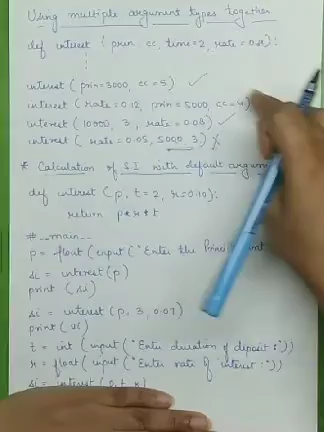 Using multiple argument types together
def interest (prin, cc, time=2, rate=0.09):
interest (prin=3000, cc=5) ✓
interest (rate=0.12, prin=5000, cc=4)
interest (10000, 3, rate=0.08) ✓
interest (rate=0.05, 5000, 3) ✗
* Calculation of S.I with default
def interest (p, t=2, r=0.10):
return p*r*t
# __main__
p = float(input("Enter the
si = interest(p)
print (si)
si = interest(p, 3, 0.07)
print(si)
t = int (input("Enter duration of deposit :"))
r = float(input("Enter rate of interest :"))
si = interest (p, t, r)